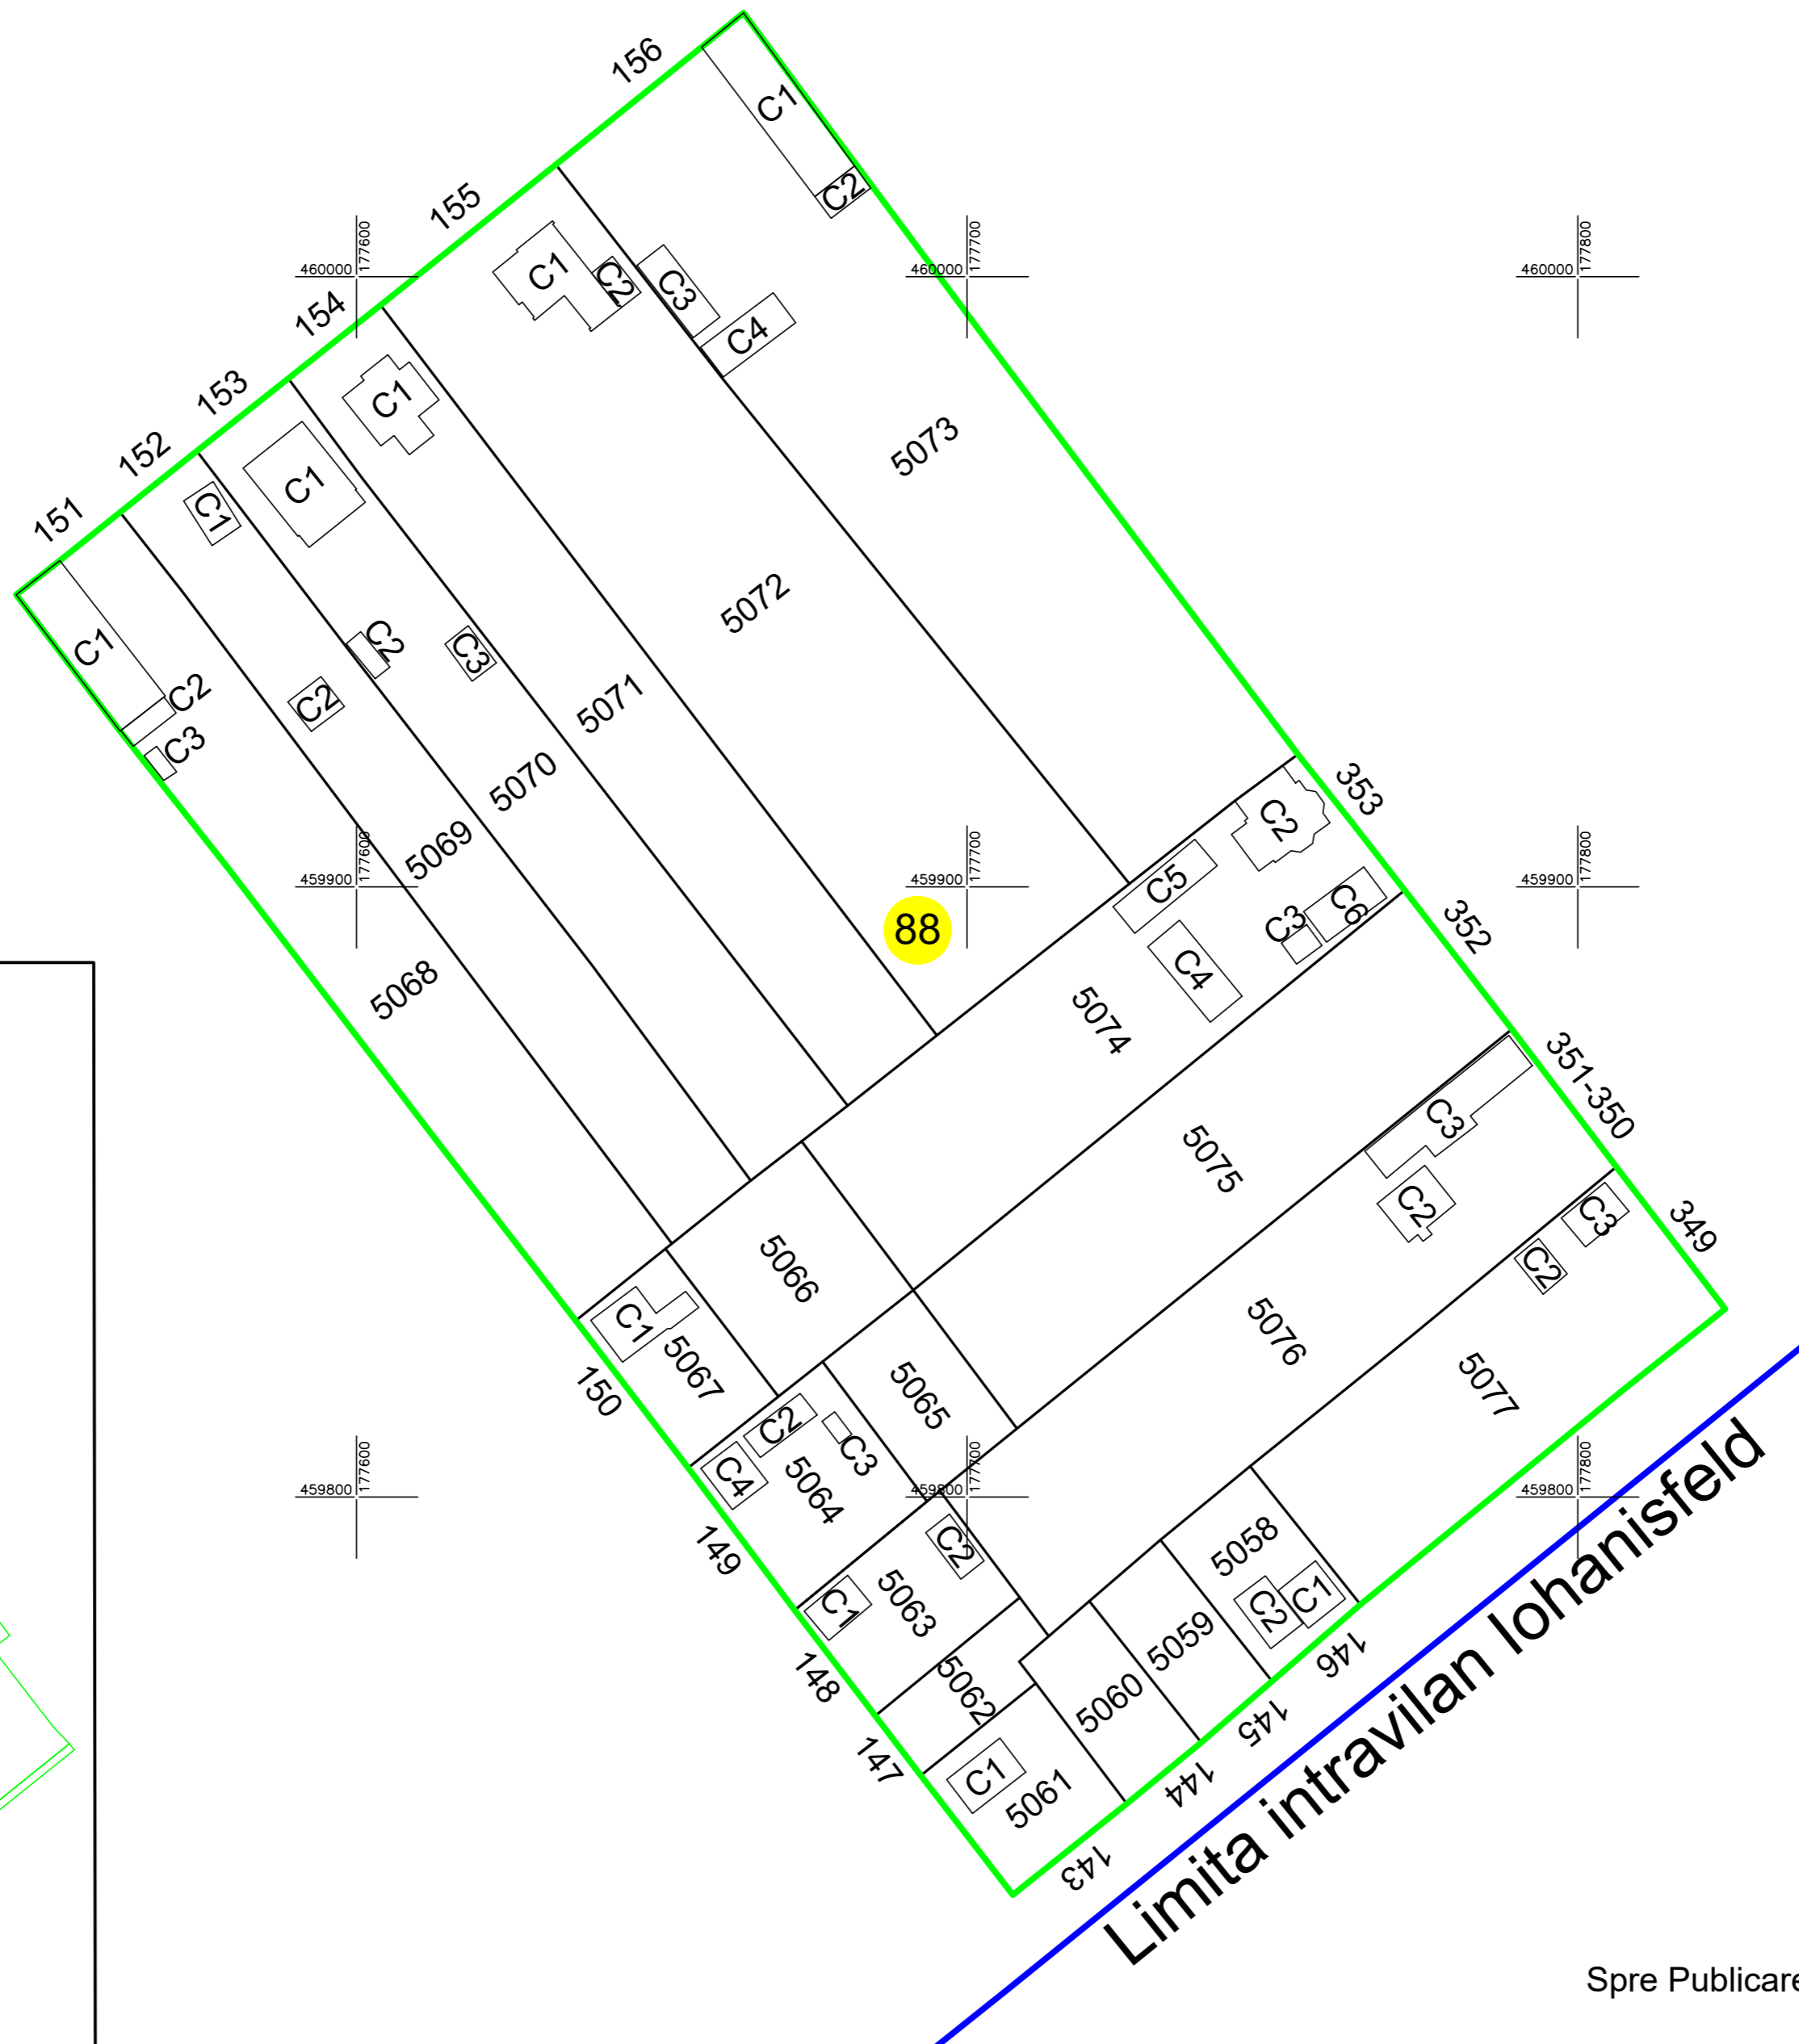 156
C1
C2
155
460000
177600
460000
177700
460000
177800
C1
C2
C3
C4
154
C1
153
5073
152
C1
C1
151
5072
C1
C2
C2
C3
C2
C3
5071
5070
5069
459900
177600
459900
177700
459900
177800
5068
88
353
C2
C5
C6
C3
C4
352
5074
351-350
C3
5075
C2
C3
349
C2
5066
C1
5067
5076
150
5065
5077
C2
C3
C4
5064
459800
177600
459800
177700
459800
177800
149
C2
5058
C1
5063
C2
C1
148
5062
5059
146
5060
147
C1
5061
145
144
143
Limita intravilan Iohanisfeld
Spre Publicare